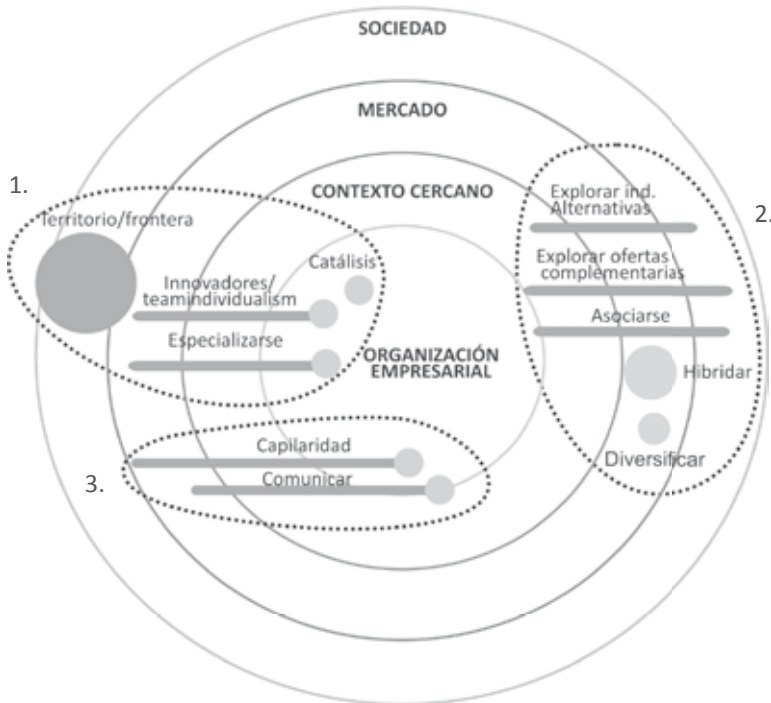 SOCIEDAD
MERCADO
CONTEXTO CERCANO
ORGANIZACIÓN
EMPRESARIAL
1.
Territorio/frontera
Catálisis
Innovadores/
teamindividualism
Especializarse
2.
Explorar ind.
Alternativas
Explorar ofertas
complementarias
Asociarse
Hibridar
Diversificar
3.
Capilaridad
Comunicar